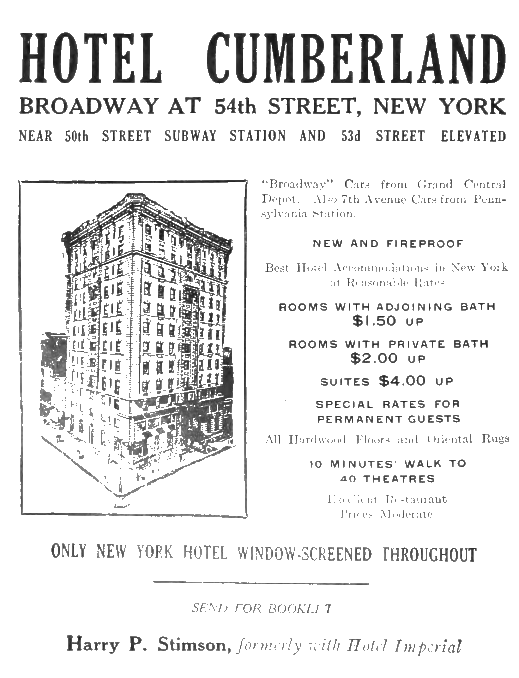 HOTEL CUMBERLAND
BROADWAY AT 54th STREET, NEW YORK
NEAR 50th STREET SUBWAY STATION AND 53d STREET ELEVATED
"Broadway" Cars from Grand Central
Depot. Also 7th Avenue Cars from Penn-
sylvania Station.
NEW AND FIREPROOF
Best Hotel Accommodations in New York
at Reasonable Rates
ROOMS WITH ADJOINING BATH
$1.50 UP
ROOMS WITH PRIVATE BATH
$2.00 UP
SUITES $4.00 UP
SPECIAL RATES FOR
PERMANENT GUESTS
All Hardwood Floors and Oriental Rugs
10 MINUTES' WALK TO
40 THEATRES
Excellent Restaurant
Prices Moderate
ONLY NEW YORK HOTEL WINDOW-SCREENED THROUGHOUT
SEND FOR BOOKLET
Harry P. Stimson, formerly with Hotel Imperial